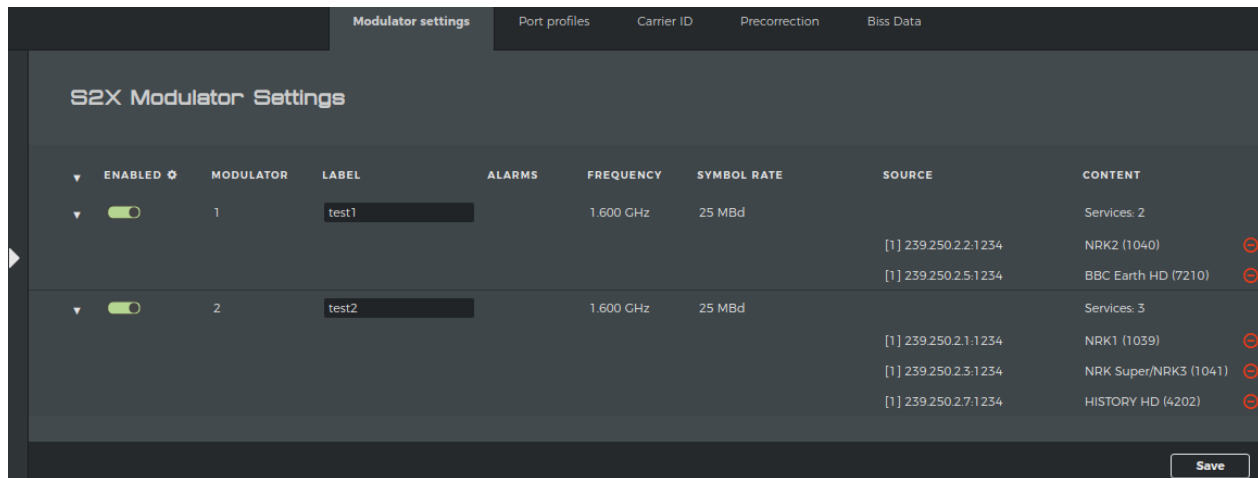 Modulator settings Port profiles Carrier ID Precorrection Biss Data
S2X Modulator Settings
ENABLED MODULATOR LABEL ALARMS FREQUENCY SYMBOL RATE SOURCE CONTENT
1 test1 1.600 GHz 25 MBd Services: 2
[1] 239.250.2.2:1234 NRK2 (1040)
[1] 239.250.2.5:1234 BBC Earth HD (7210)
2 test2 1.600 GHz 25 MBd Services: 3
[1] 239.250.2.1:1234 NRK1 (1039)
[1] 239.250.2.3:1234 NRK Super/NRK3 (1041)
[1] 239.250.2.7:1234 HISTORY HD (4202)
Save